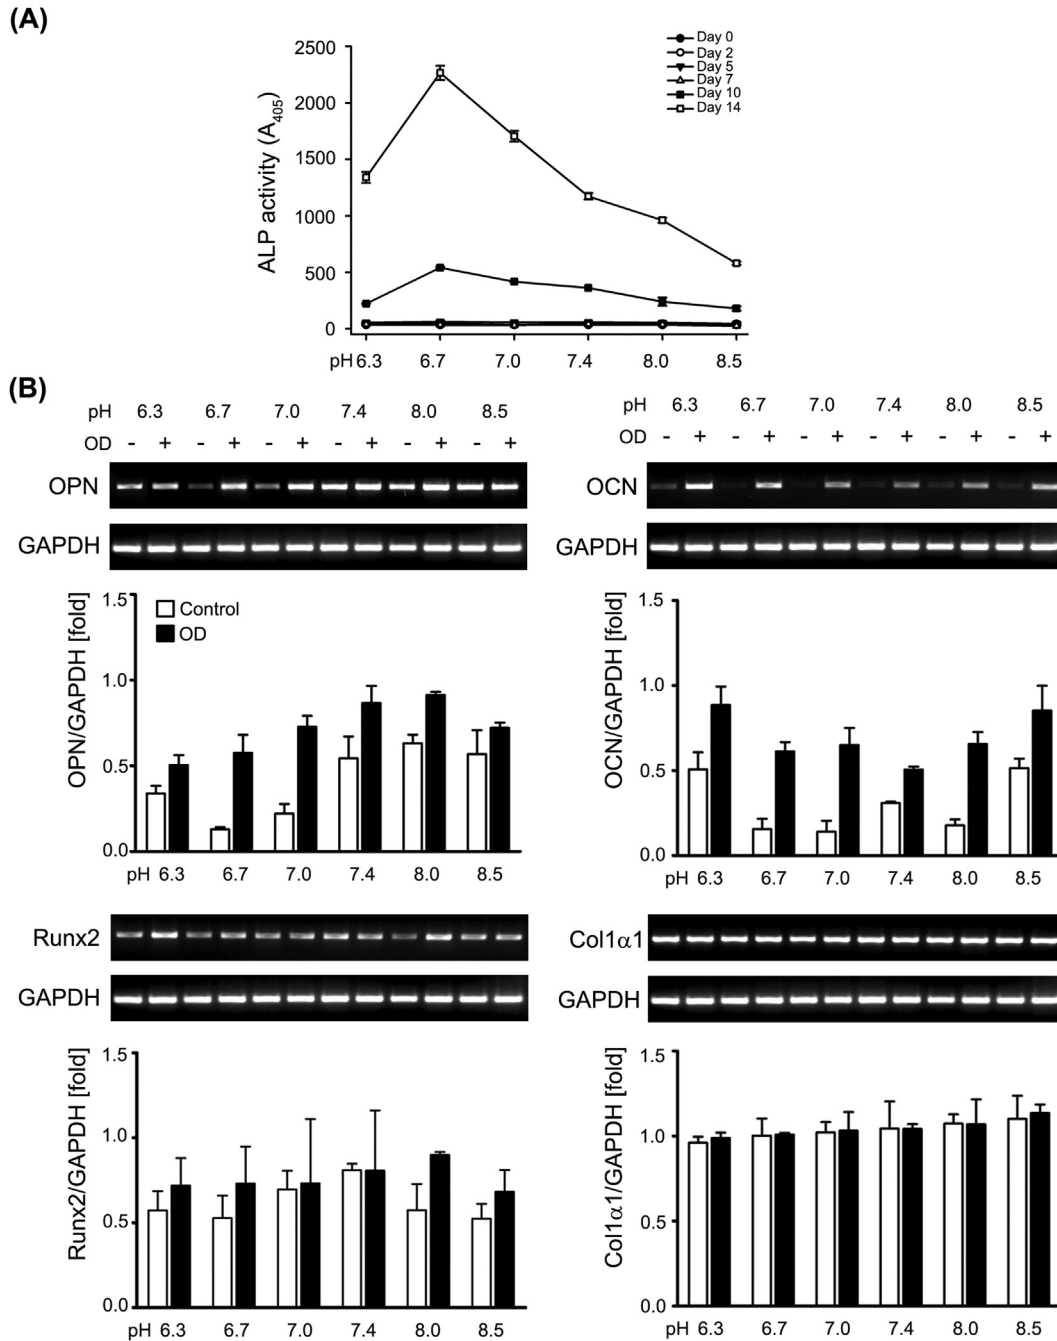 (A)
ALP activity (A405)
2500
2000
1500
1000
500
0
Day 0
Day 2
Day 5
Day 7
Day 10
Day 14
pH 6.3 6.7 7.0 7.4 8.0 8.5
(B)
pH 6.3 6.7 7.0 7.4 8.0 8.5
OD - + - + - + - + - + - +
OPN
GAPDH
OPN/GAPDH [fold]
1.5
1.0
0.5
0.0
Control
OD
pH 6.3 6.7 7.0 7.4 8.0 8.5
pH 6.3 6.7 7.0 7.4 8.0 8.5
OD - + - + - + - + - + - +
OCN
GAPDH
OCN/GAPDH [fold]
1.5
1.0
0.5
0.0
pH 6.3 6.7 7.0 7.4 8.0 8.5
Runx2
GAPDH
Runx2/GAPDH [fold]
1.5
1.0
0.5
0.0
pH 6.3 6.7 7.0 7.4 8.0 8.5
Col1α1
GAPDH
Col1α1/GAPDH [fold]
1.5
1.0
0.5
0.0
pH 6.3 6.7 7.0 7.4 8.0 8.5